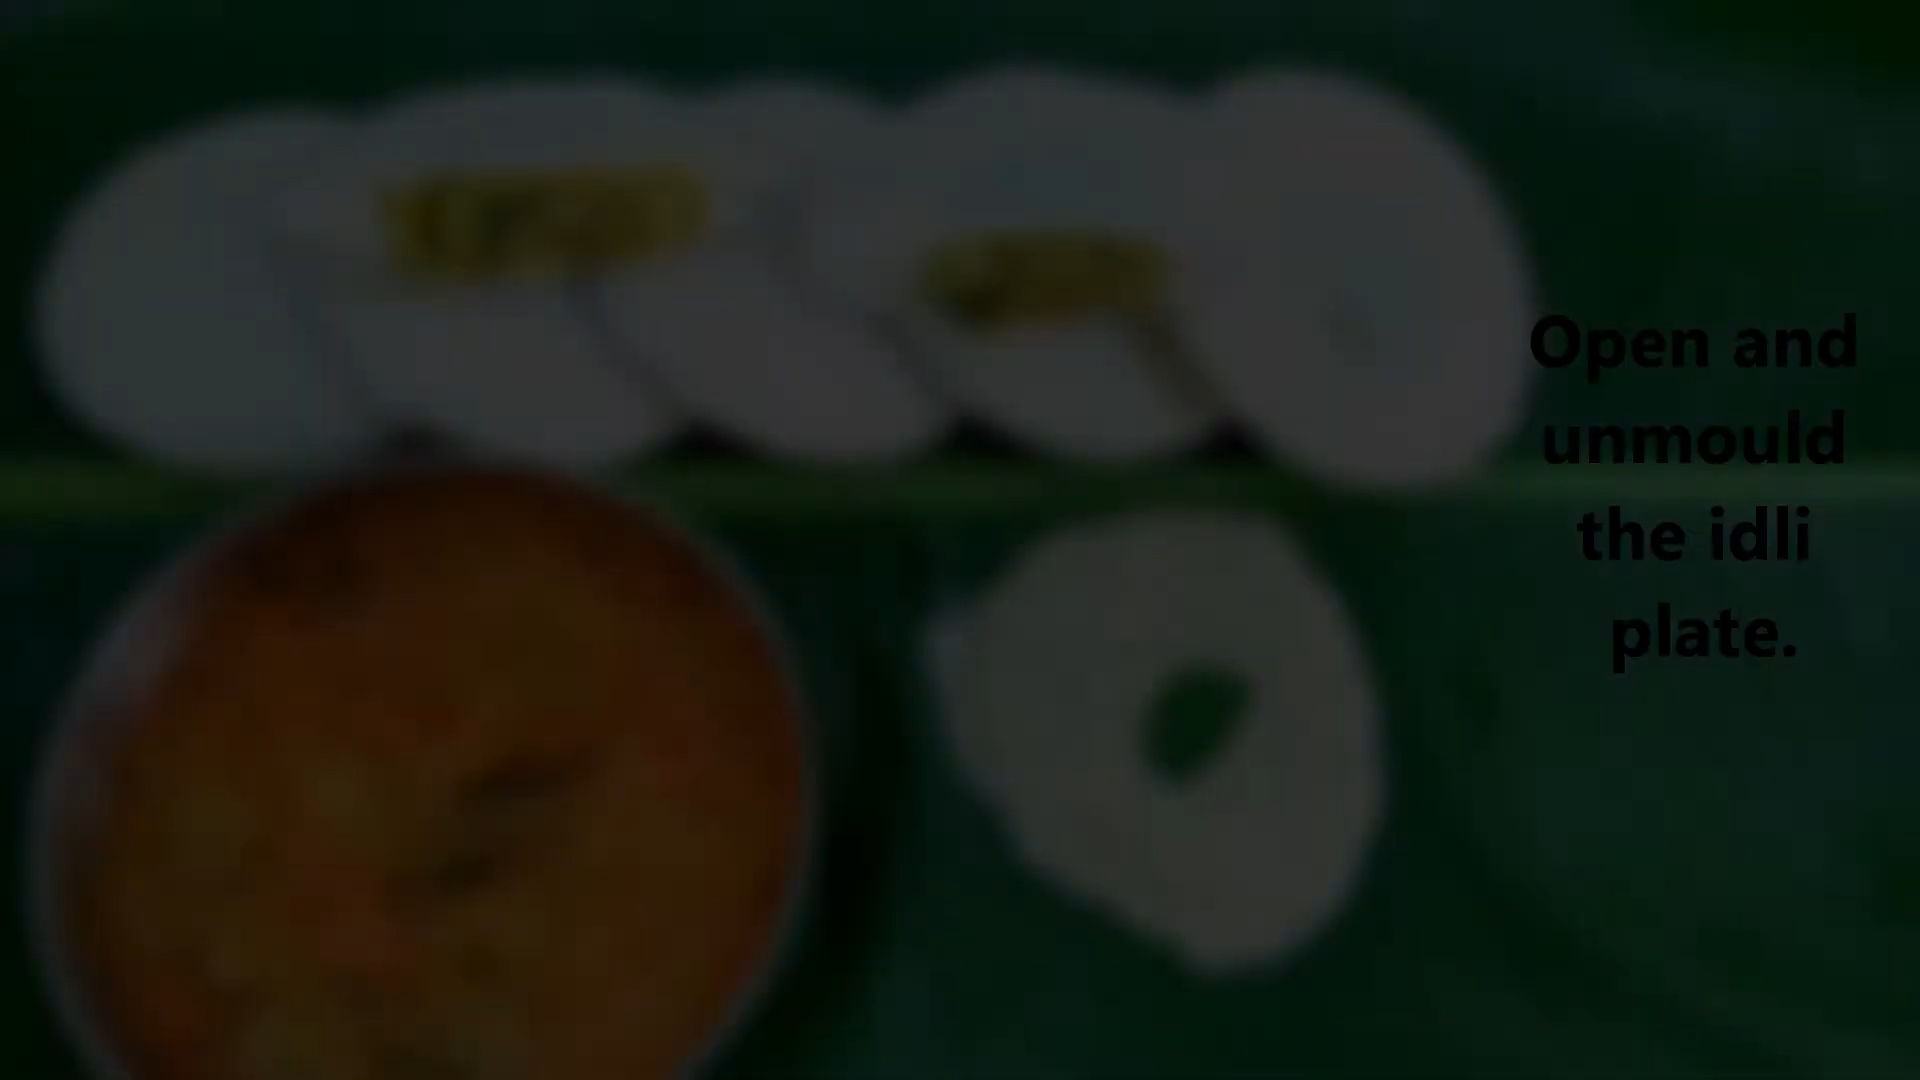 Open and
unmould
the idli
plate.